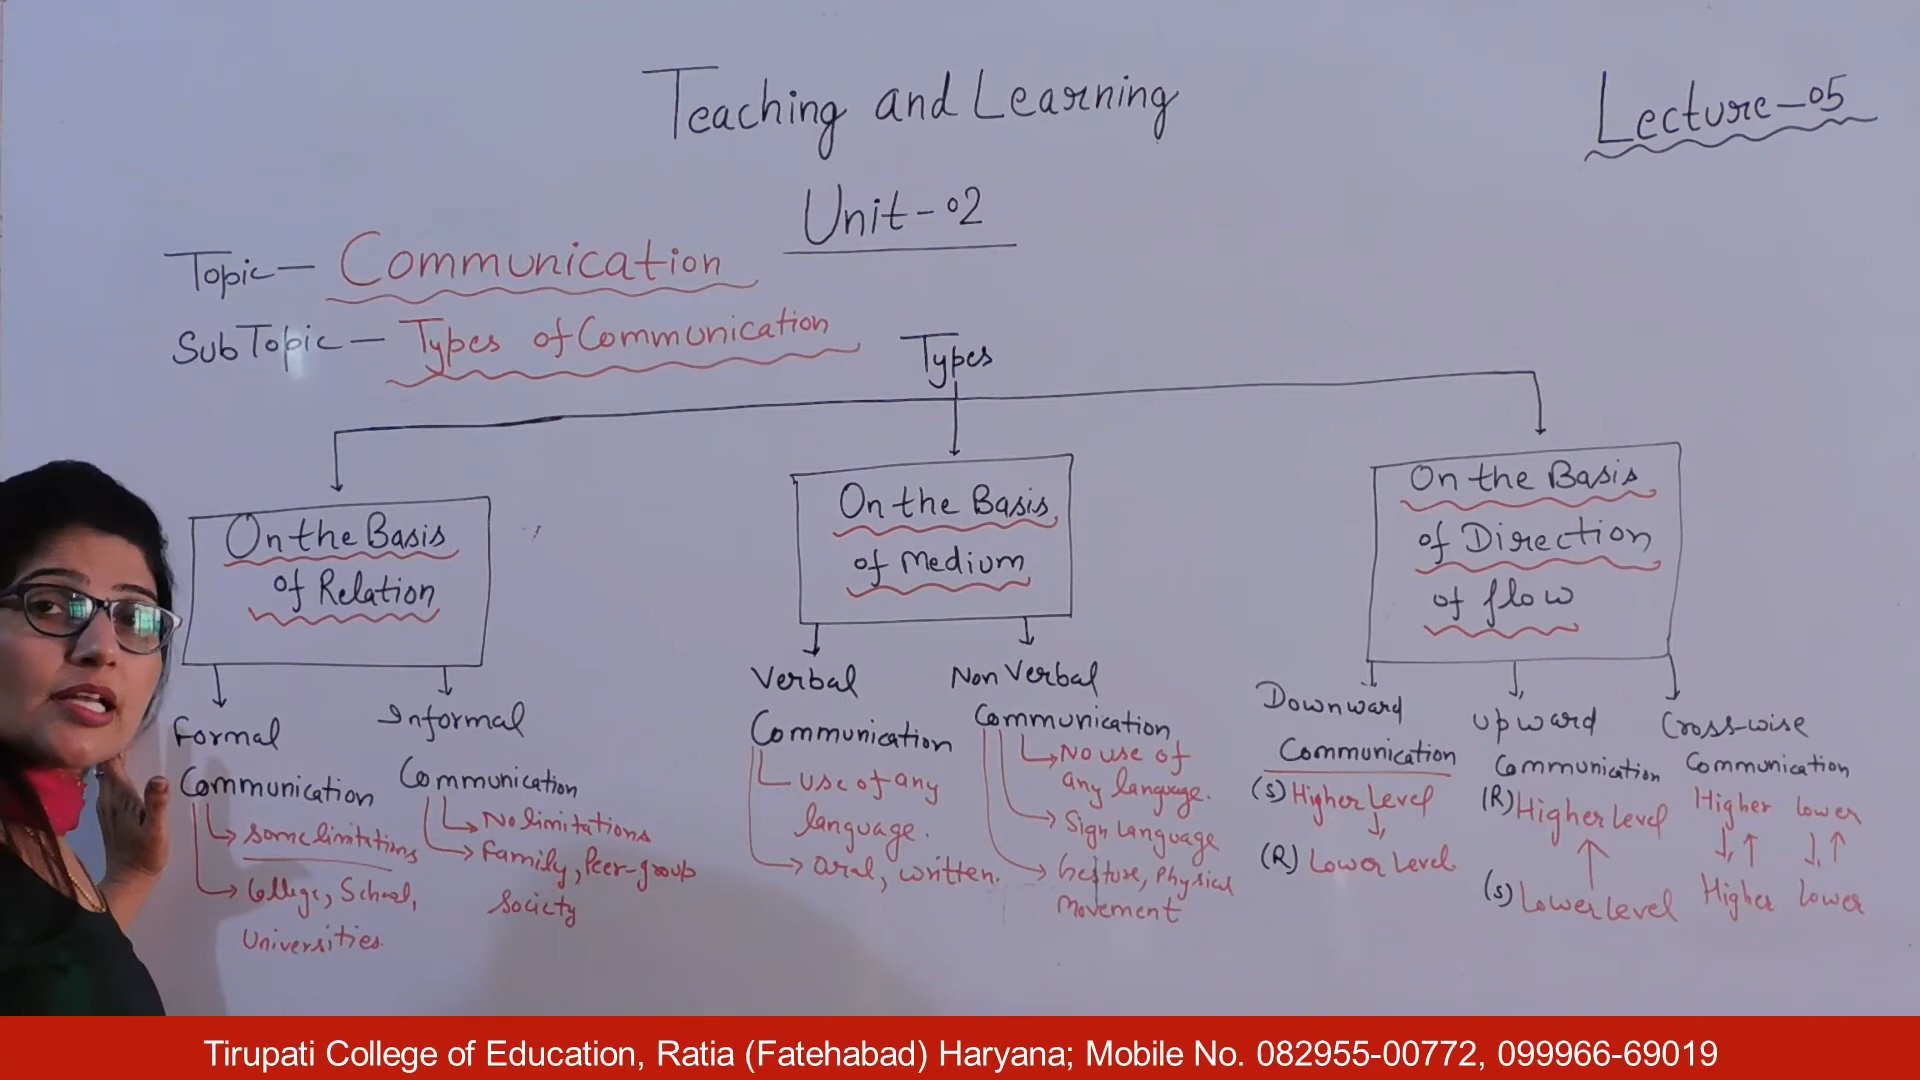 Teaching and Learning
Lecture-05
Unit-02
Topic- Communication
SubTopic- Types of Communication
Types
On the Basis
of Relation
Formal
Communication
some limitations
College, School,
Universities
Informal
Communication
No limitations
Family, Peer-group
Society
On the Basis
of Medium
Verbal
Communication
use of any
language.
Oral, written.
Non Verbal
Communication
No use of
any language.
Sign Language
Gesture, Physical
Movement
On the Basis
of Direction
of flow
Downward
Communication
(S) Higher Level
(R) Lower Level
Upward
Communication
(R) Higher Level
(S) Lower Level
Cross-wise
Communication
Higher Lower
Higher Lower
Tirupati College of Education, Ratia (Fatehabad) Haryana; Mobile No. 082955-00772, 099966-69019